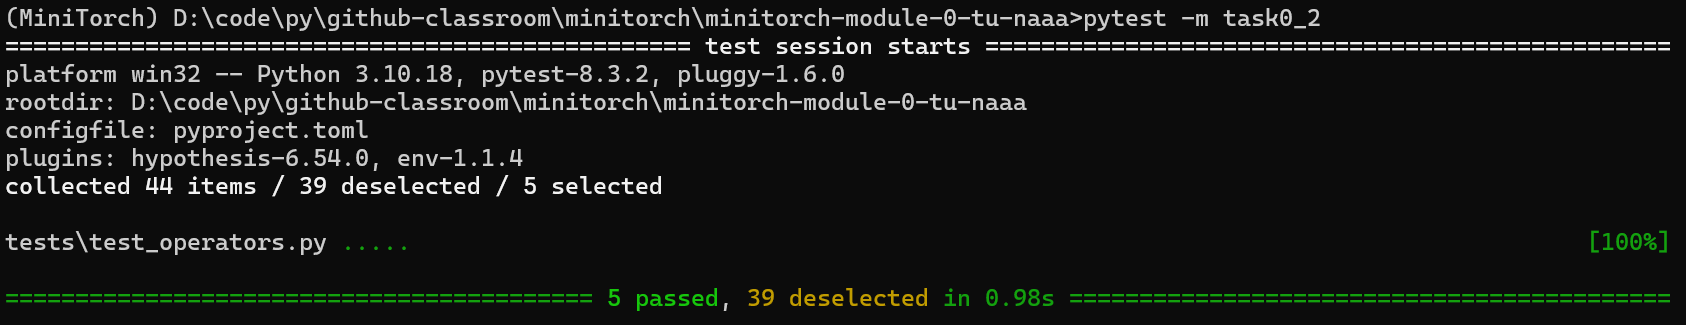 (MiniTorch) D:\code\py\github-classroom\minitorch\minitorch-module-0-tu-naaa>pytest -m task0_2
================================================= test session starts =================================================
platform win32 -- Python 3.10.18, pytest-8.3.2, pluggy-1.6.0
rootdir: D:\code\py\github-classroom\minitorch\minitorch-module-0-tu-naaa
configfile: pyproject.toml
plugins: hypothesis-6.54.0, env-1.1.4
collected 44 items / 39 deselected / 5 selected
tests\test_operators.py ..... [100%]
========================================== 5 passed, 39 deselected in 0.98s ===========================================